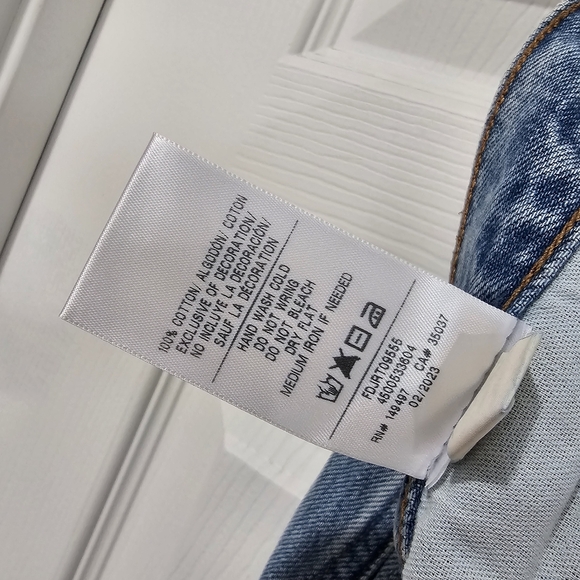 100% COTTON/ ALGODÓN/ COTON
EXCLUSIVE OF DECORATION/
NO INCLUYE LA DECORACIÓN/
SAUF LA DÉCORATION
HAND WASH COLD
DO NOT WRING
DO NOT BLEACH
DRY FLAT
MEDIUM IRON IF NEEDED
FDJRT09555
4500533804
RN# 149497 CA# 35037
02/2023